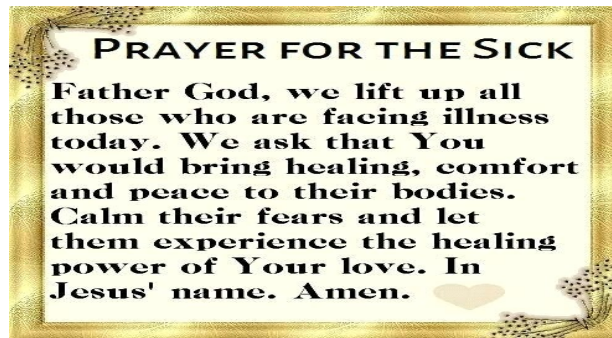 PRAYER FOR THE SICK
Father God, we lift up all
those who are facing illness
today. We ask that You
would bring healing, comfort
and peace to their bodies.
Calm their fears and let
them experience the healing
power of Your love. In
Jesus' name. Amen.